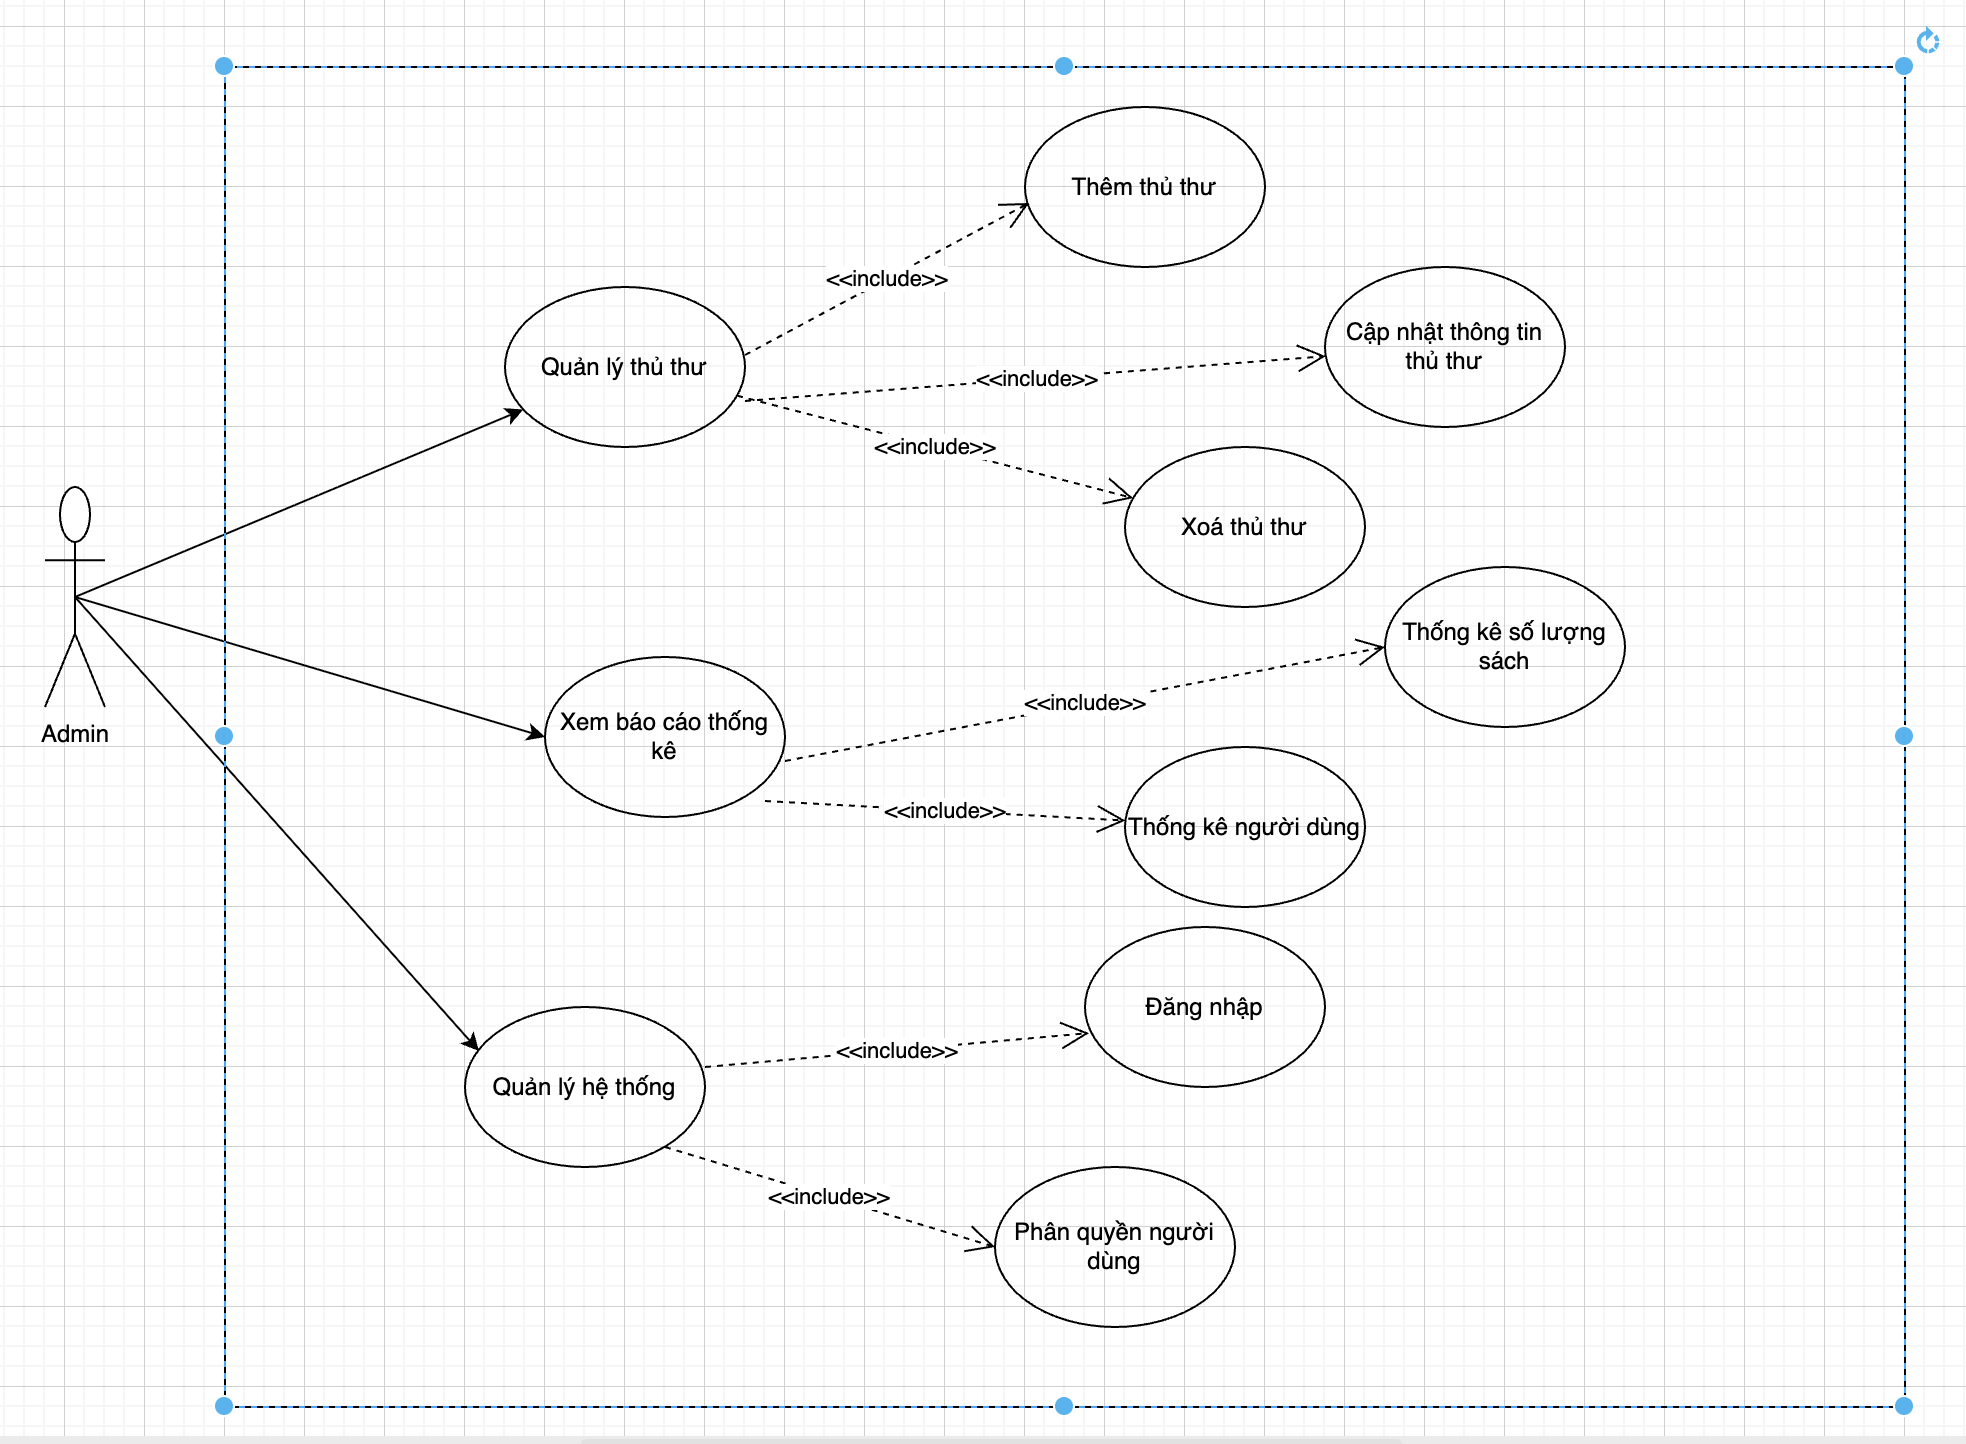 Thêm thủ thư
<<include>>
Cập nhật thông tin
thủ thư
Quản lý thủ thư
<<include>>
<<include>>
Xoá thủ thư
Thống kê số lượng
sách
<<include>>
Admin
Xem báo cáo thống
kê
<<include>>
Thống kê người dùng
Đăng nhập
<<include>>
Quản lý hệ thống
<<include>>
Phân quyền người
dùng